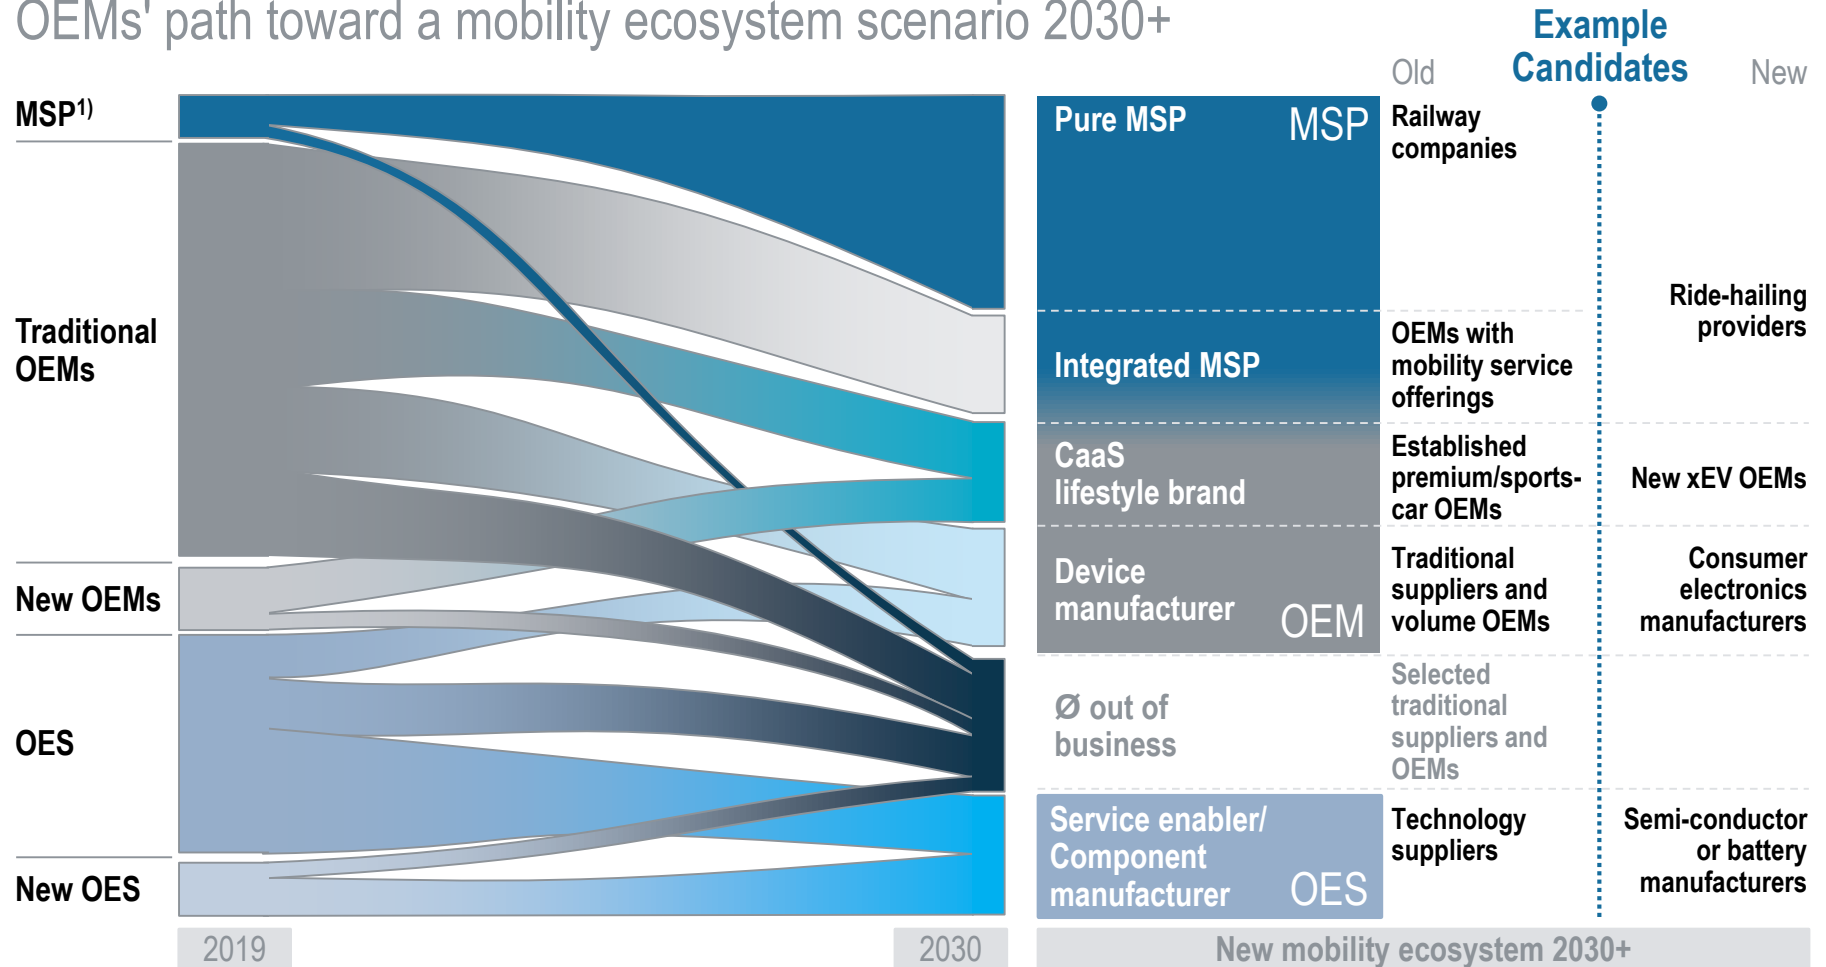 OEMs' path toward a mobility ecosystem scenario 2030+
Example
Candidates
Old
New
MSP1)
Traditional
OEMs
New OEMs
OES
New OES
Pure MSP
MSP
Railway
companies
Ride-hailing
providers
Integrated MSP
OEMs with
mobility service
offerings
CaaS
lifestyle brand
Established
premium/sports-
car OEMs
New xEV OEMs
Device
manufacturer
OEM
Traditional
suppliers and
volume OEMs
Consumer
electronics
manufacturers
Ø out of
business
Selected
traditional
suppliers and
OEMs
Service enabler/
Component
manufacturer
OES
Technology
suppliers
Semi-conductor
or battery
manufacturers
2019
2030
New mobility ecosystem 2030+